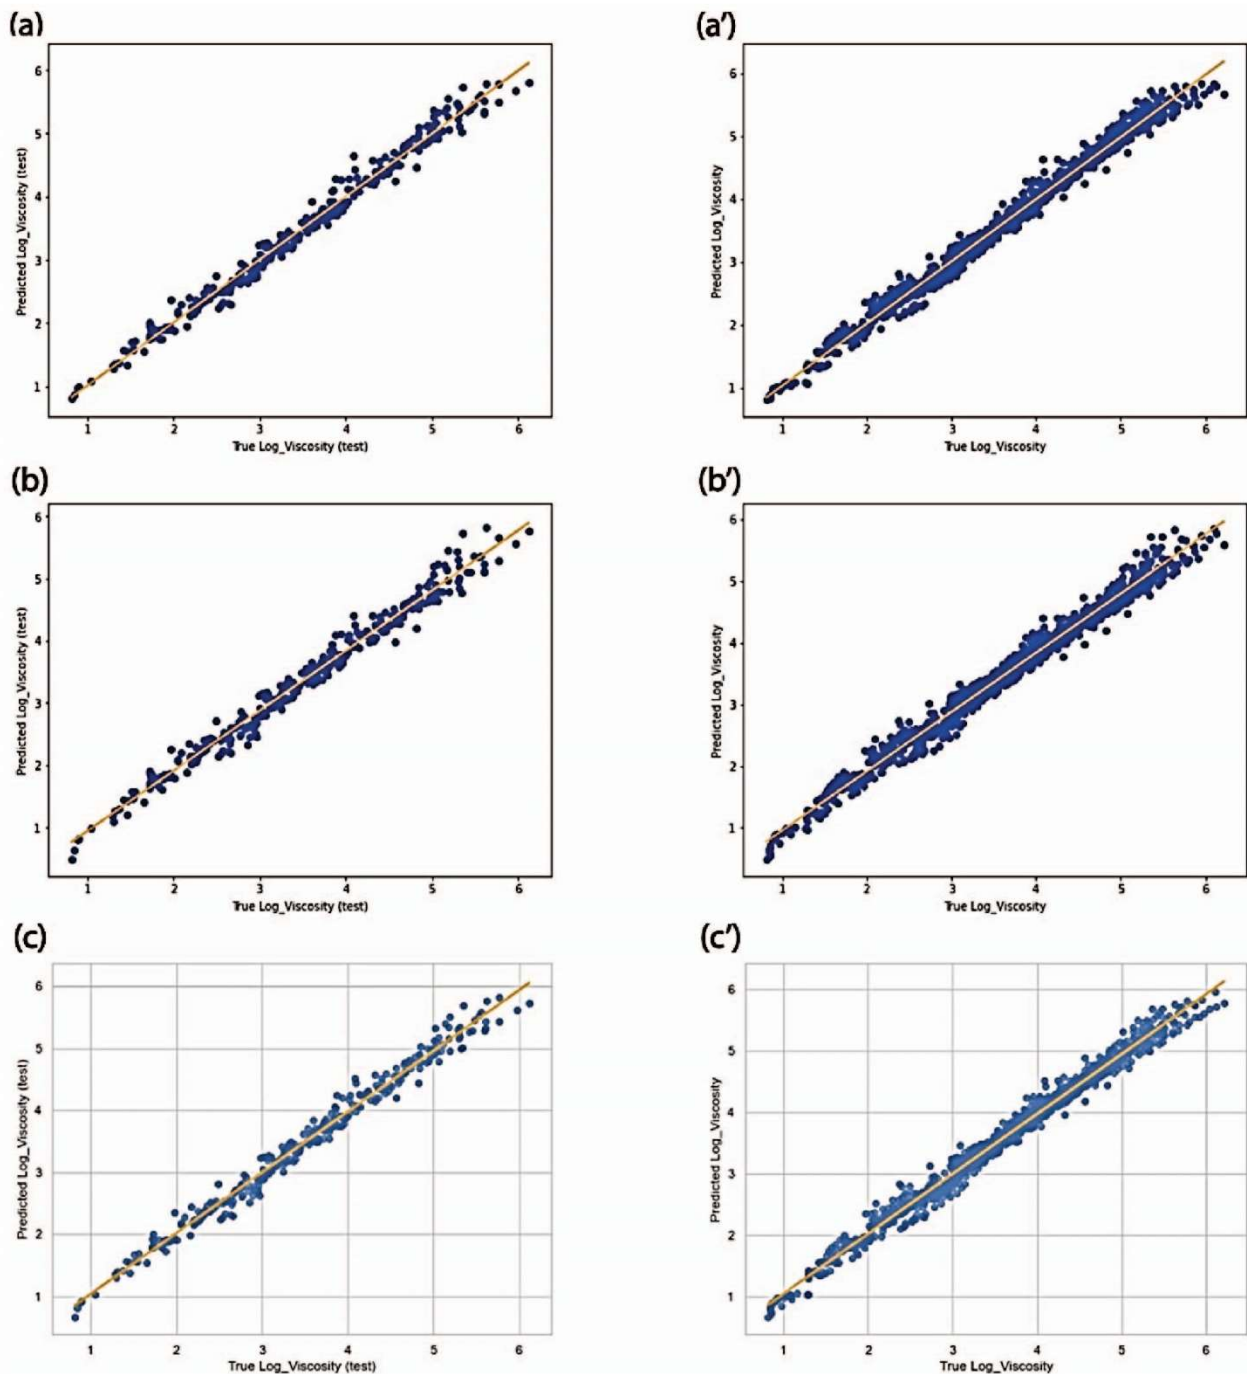 (a)
Predicted Log_Viscosity (test)
6
5
4
3
2
1
1 2 3 4 5 6
True Log_Viscosity (test)
(a')
Predicted Log_Viscosity
6
5
4
3
2
1
1 2 3 4 5 6
True Log_Viscosity
(b)
Predicted Log_Viscosity (test)
6
5
4
3
2
1
1 2 3 4 5 6
True Log_Viscosity (test)
(b')
Predicted Log_Viscosity
6
5
4
3
2
1
1 2 3 4 5 6
True Log_Viscosity
(c)
Predicted Log_Viscosity (test)
6
5
4
3
2
1
1 2 3 4 5 6
True Log_Viscosity (test)
(c')
Predicted Log_Viscosity
6
5
4
3
2
1
1 2 3 4 5 6
True Log_Viscosity